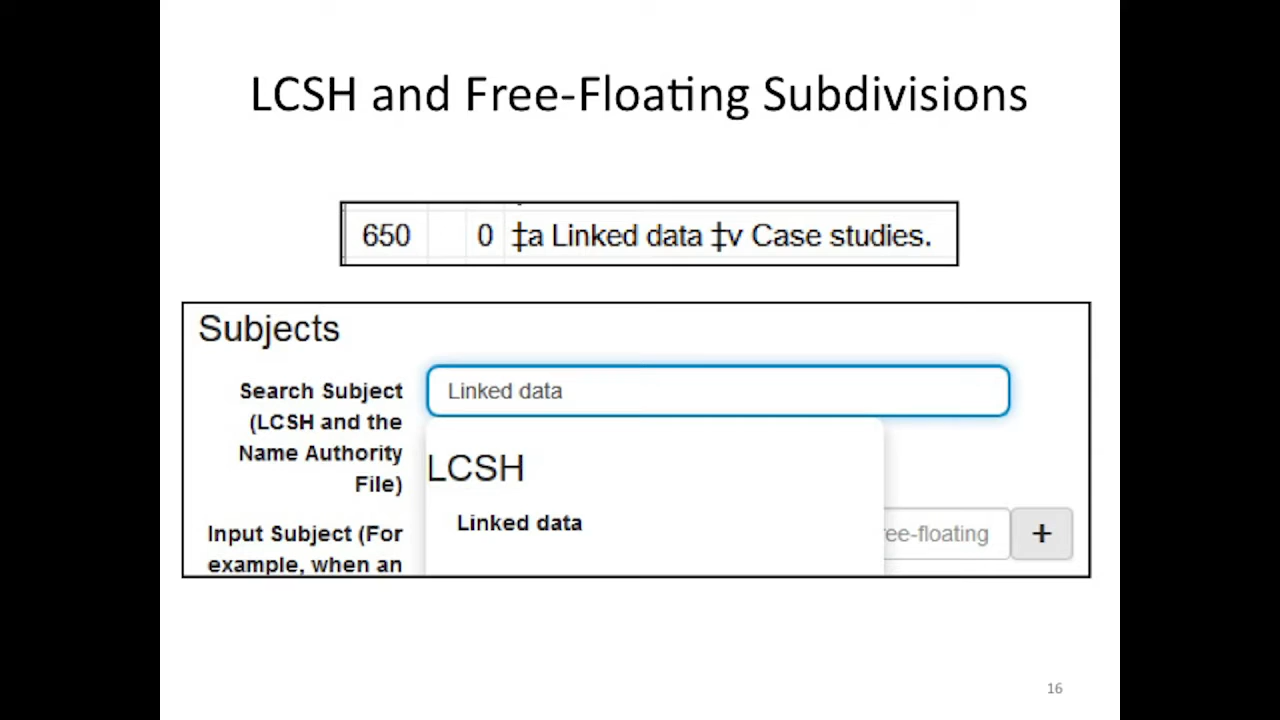 LCSH and Free-Floating Subdivisions
650 0 ‡a Linked data ‡v Case studies.
Subjects
Search Subject
(LCSH and the
Name Authority
File)
Linked data
LCSH
Linked data
Input Subject (For
example, when an
ree-floating +
16